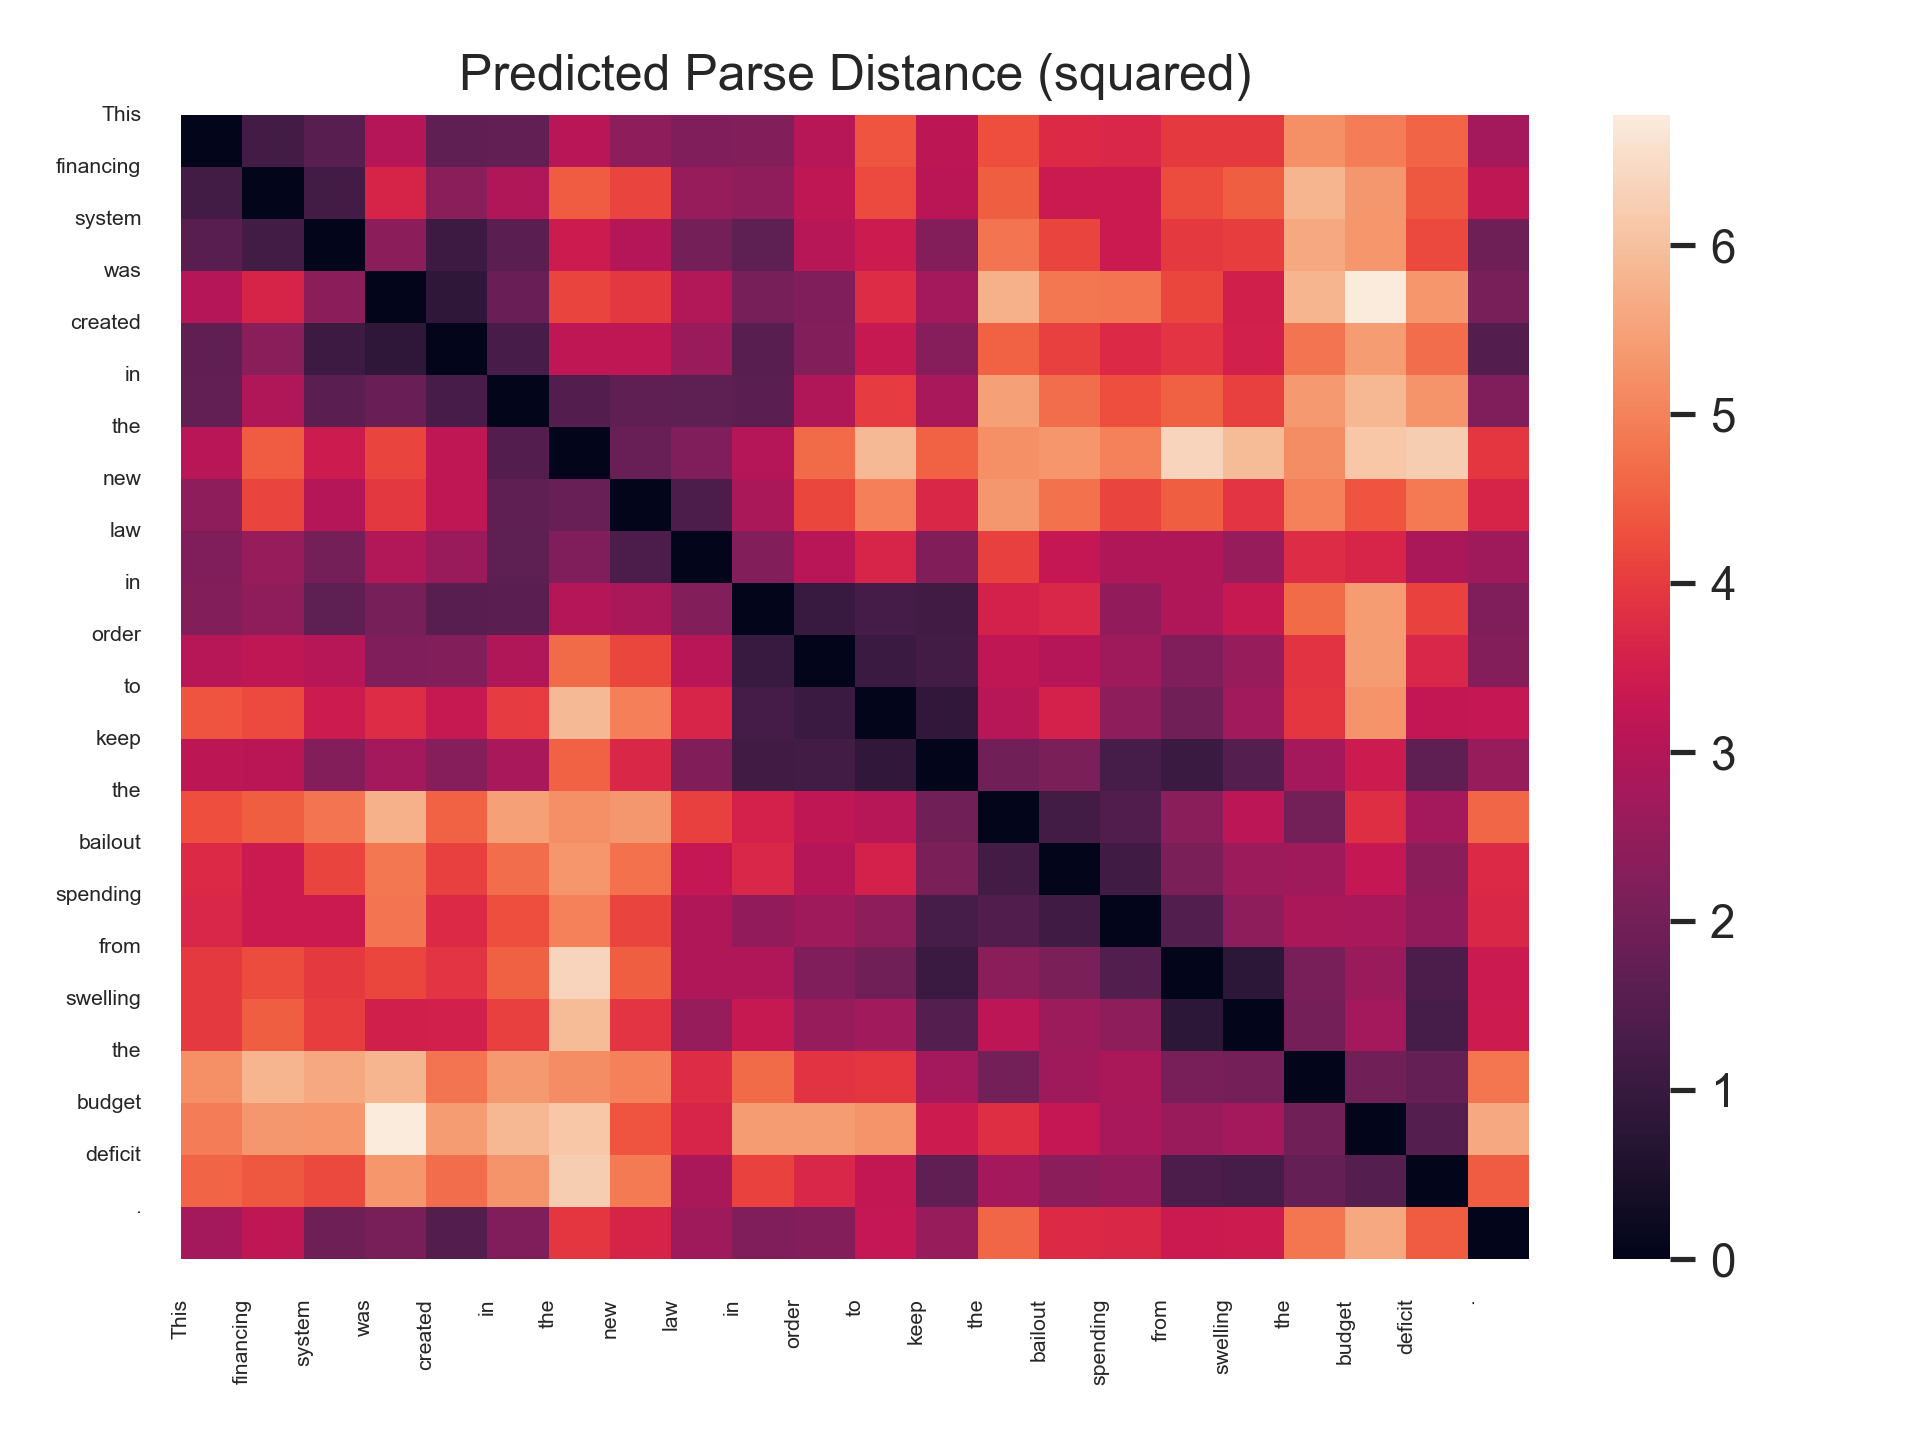 Predicted Parse Distance (squared)
This
financing
system
was
created
in
the
new
law
in
order
to
keep
the
bailout
spending
from
swelling
the
budget
deficit
.
6
5
4
3
2
1
0
This
financing
system
was
created
in
the
new
law
in
order
to
keep
the
bailout
spending
from
swelling
the
budget
deficit
.